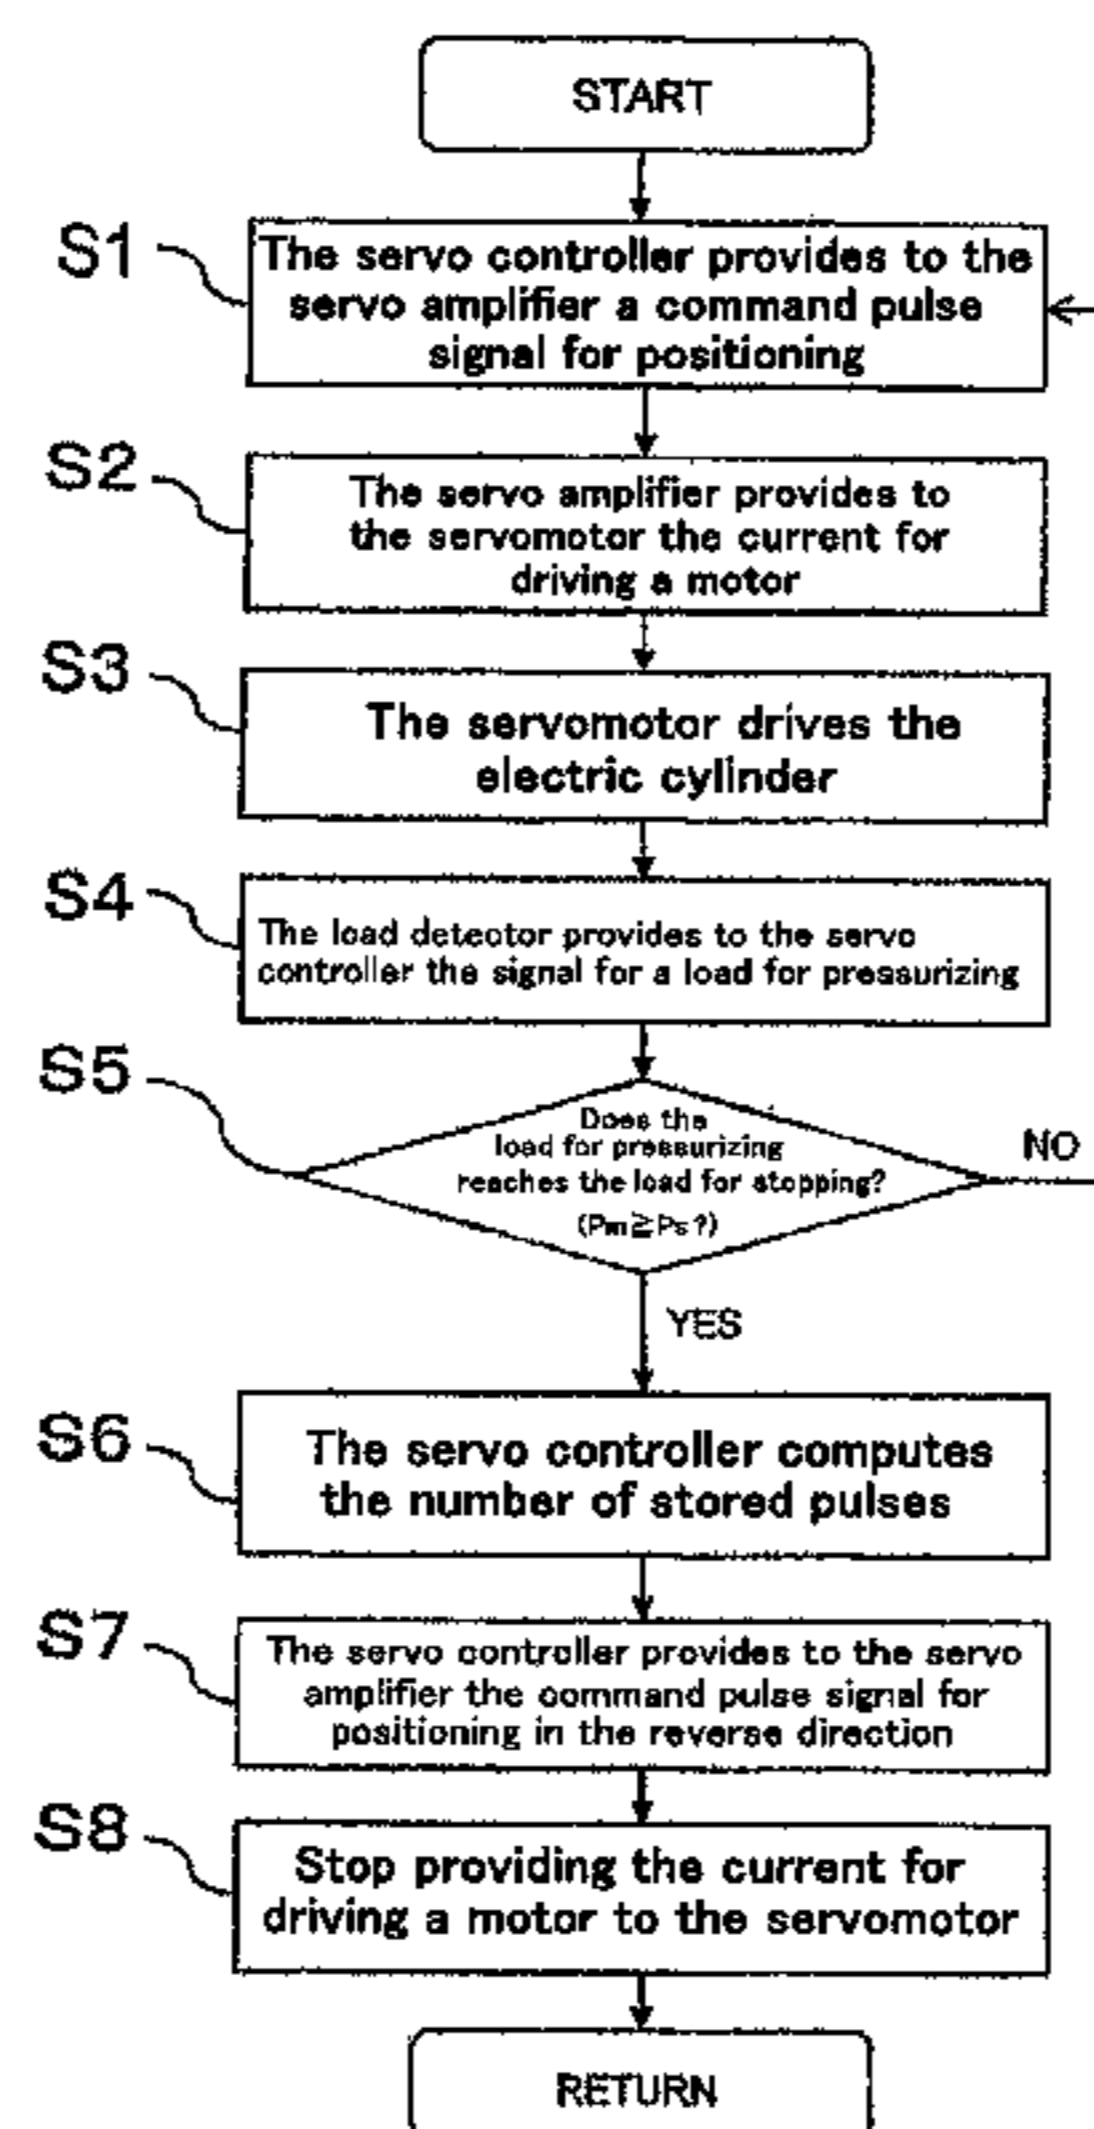 START
S1
The servo controller provides to the
servo amplifier a command pulse
signal for positioning
S2
The servo amplifier provides to
the servomotor the current for
driving a motor
S3
The servomotor drives the
electric cylinder
S4
The load detector provides to the servo
controller the signal for a load for pressurizing
S5
Does the
load for pressurizing
reaches the load for stopping?
(Pm≧Ps?)
NO
YES
S6
The servo controller computes
the number of stored pulses
S7
The servo controller provides to the servo
amplifier the command pulse signal for
positioning in the reverse direction
S8
Stop providing the current for
driving a motor to the servomotor
RETURN